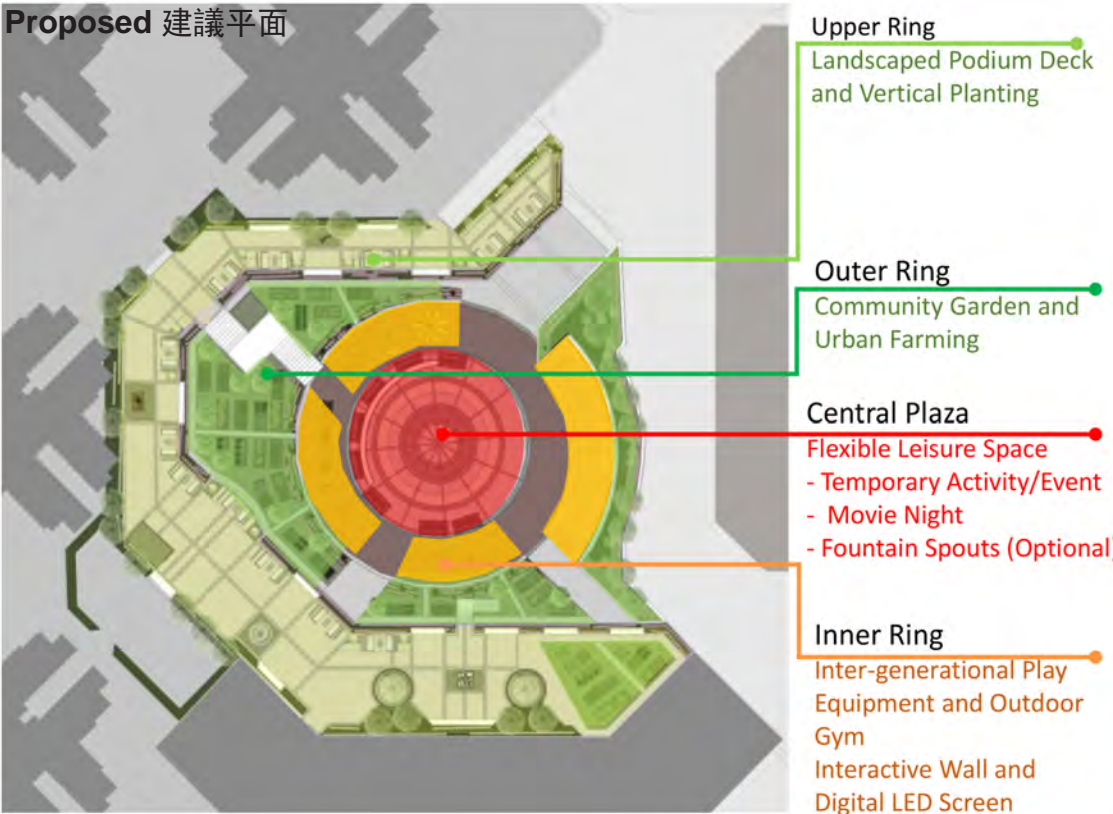 Proposed 建議平面
Upper Ring
Landscaped Podium Deck
and Vertical Planting
Outer Ring
Community Garden and
Urban Farming
Central Plaza
Flexible Leisure Space
- Temporary Activity/Event
- Movie Night
- Fountain Spouts (Optional)
Inner Ring
Inter-generational Play
Equipment and Outdoor
Gym
Interactive Wall and
Digital LED Screen